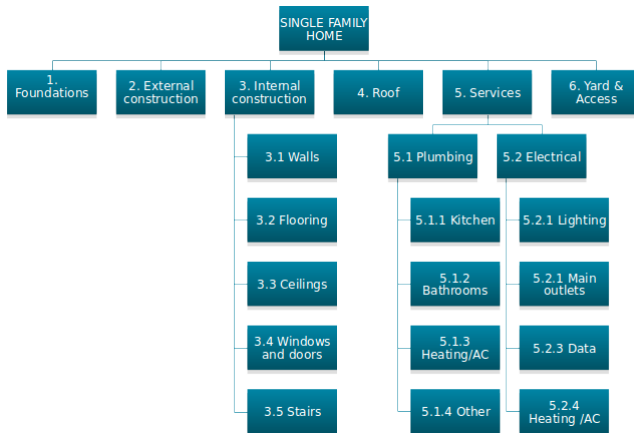 SINGLE FAMILY
HOME
1.
Foundations
2. External
construction
3. Internal
construction
4. Roof
5. Services
6. Yard &
Access
3.1 Walls
3.2 Flooring
3.3 Ceilings
3.4 Windows
and doors
3.5 Stairs
5.1 Plumbing
5.1.1 Kitchen
5.1.2
Bathrooms
5.1.3
Heating/AC
5.1.4 Other
5.2 Electrical
5.2.1 Lighting
5.2.1 Main
outlets
5.2.3 Data
5.2.4
Heating /AC